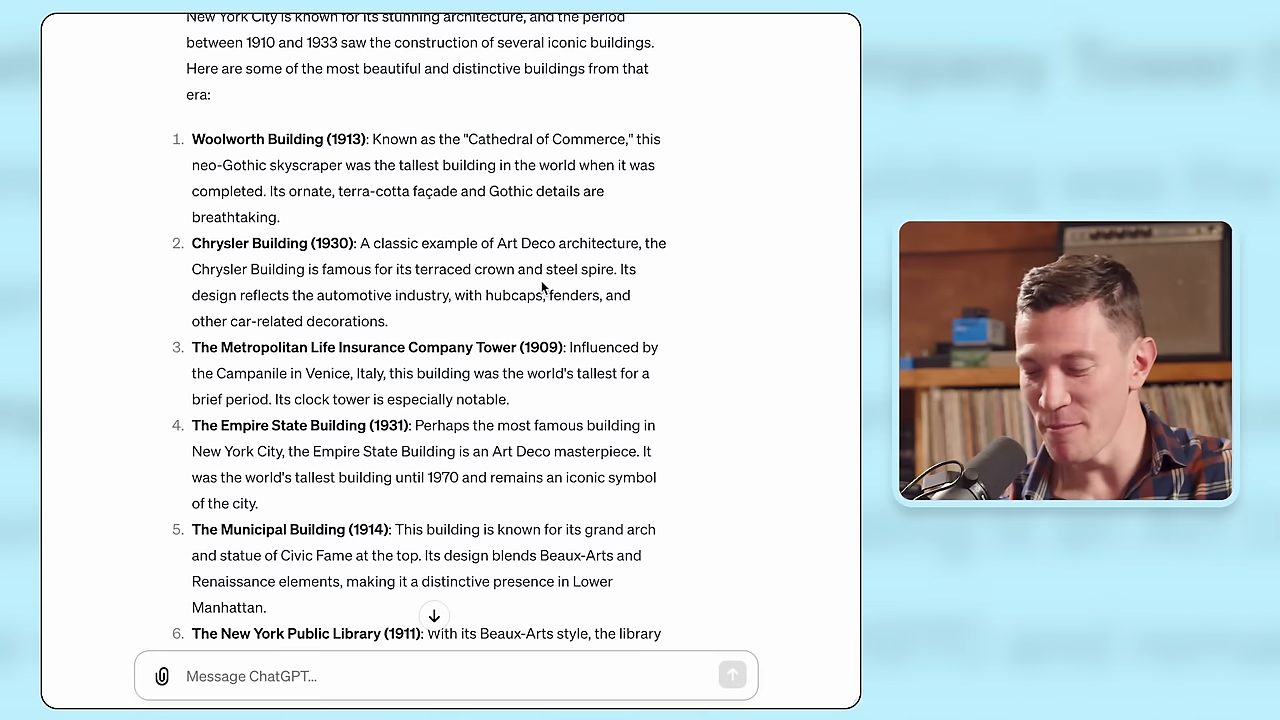 New York City is known for its stunning architecture, and the period
between 1910 and 1933 saw the construction of several iconic buildings.
Here are some of the most beautiful and distinctive buildings from that
era:
1. Woolworth Building (1913): Known as the "Cathedral of Commerce," this
neo-Gothic skyscraper was the tallest building in the world when it was
completed. Its ornate, terra-cotta façade and Gothic details are
breathtaking.
2. Chrysler Building (1930): A classic example of Art Deco architecture, the
Chrysler Building is famous for its terraced crown and steel spire. Its
design reflects the automotive industry, with hubcaps, fenders, and
other car-related decorations.
3. The Metropolitan Life Insurance Company Tower (1909): Influenced by
the Campanile in Venice, Italy, this building was the world's tallest for a
brief period. Its clock tower is especially notable.
4. The Empire State Building (1931): Perhaps the most famous building in
New York City, the Empire State Building is an Art Deco masterpiece. It
was the world's tallest building until 1970 and remains an iconic symbol
of the city.
5. The Municipal Building (1914): This building is known for its grand arch
and statue of Civic Fame at the top. Its design blends Beaux-Arts and
Renaissance elements, making it a distinctive presence in Lower
Manhattan.
6. The New York Public Library (1911): With its Beaux-Arts style, the library
Message ChatGPT...